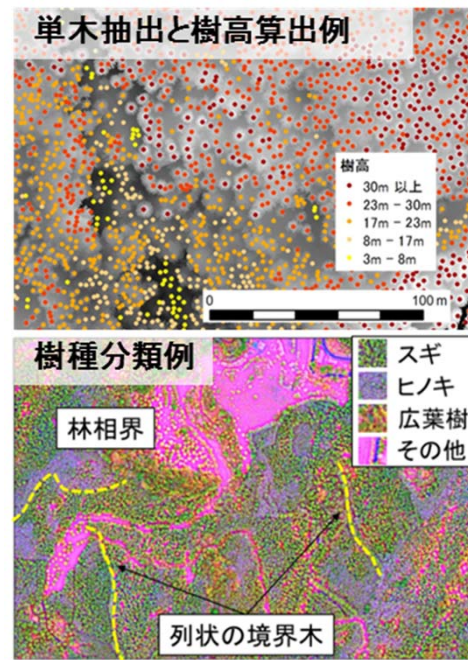 単木抽出と樹高算出例
樹高
30m 以上
23m － 30m
17m － 23m
8m － 17m
3m － 8m
0
100 m
樹種分類例
スギ
ヒノキ
広葉樹
その他
林相界
列状の境界木